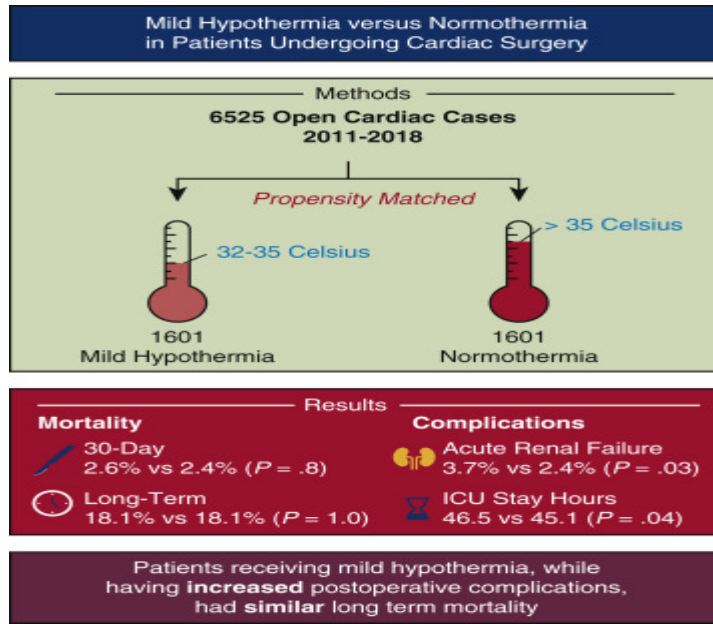 Mild Hypothermia versus Normothermia
in Patients Undergoing Cardiac Surgery
Methods
6525 Open Cardiac Cases
2011-2018
Propensity Matched
32-35 Celsius
> 35 Celsius
1601
Mild Hypothermia
1601
Normothermia
Results
Mortality
30-Day
2.6% vs 2.4% (P = .8)
Long-Term
18.1% vs 18.1% (P = 1.0)
Complications
Acute Renal Failure
3.7% vs 2.4% (P = .03)
ICU Stay Hours
46.5 vs 45.1 (P = .04)
Patients receiving mild hypothermia, while
having increased postoperative complications,
had similar long term mortality